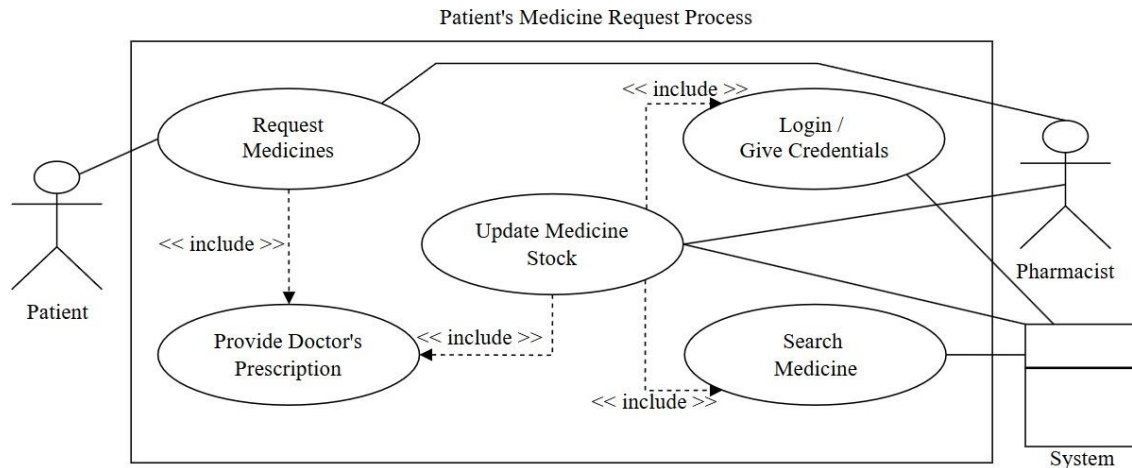 Patient's Medicine Request Process
<< include >>
Request
Medicines
Login /
Give Credentials
<< include >>
Update Medicine
Stock
Pharmacist
Patient
Provide Doctor's
Prescription
<< include >>
Search
Medicine
<< include >>
System